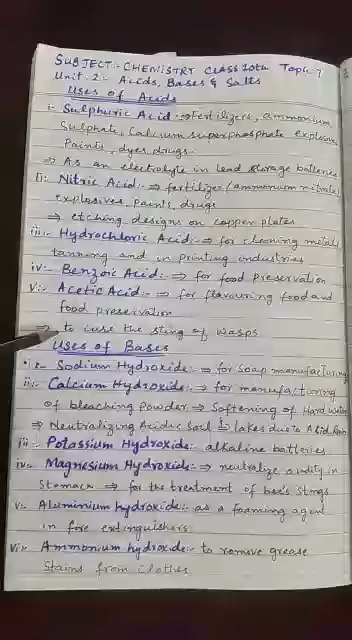 SUBJECT:- CHEMISTRY CLASS 10th Topic 7
Unit 2:- Acids, Bases & Salts
Uses of Acids
i:- Sulphuric Acid:⇒ Fertilizers, ammonium
Sulphate, Calcium superphosphate explosive
Paints, dyes, drugs.
⇒ As an electrolyte in lead storage batteries
ii:- Nitric Acid:- ⇒ fertilizer (ammonium nitrate)
explosives, paints, drugs
⇒ etching designs on copper plates
iii:- Hydrochloric Acid:- ⇒ for cleaning metal
tanning and in printing industries
iv:- Benzoic Acid:- ⇒ for food preservation
v:- Acetic Acid:- ⇒ for flavouring food and
food preservation
⇒ to cure the sting of wasps
Uses of Bases
i:- Sodium Hydroxide:- ⇒ for soap manufacturing
ii:- Calcium Hydroxide:- ⇒ for manufacturing
of bleaching Powder ⇒ Softening of Hard water
⇒ Neutralizing Acidic Soil & lakes due to Acid Rain
iii:- Potassium Hydroxide:- alkaline batteries
iv:- Magnesium Hydroxide:- ⇒ neutralize acidity in
Stomach ⇒ for the treatment of bee's Stings
v:- Aluminium hydroxide:- as a foaming agent
in fire extinguishers
vi:- Ammonium hydroxide:- to remove grease
Stains from clothes